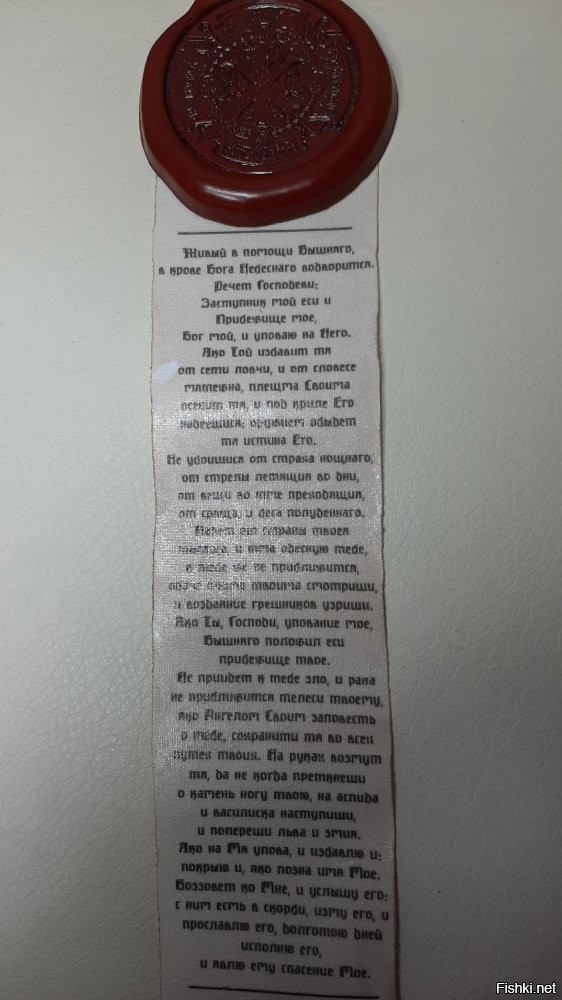 Живый в помощи Вышняго,
в крове Бога Небеснаго водворится.
Речет Господеви:
Заступник мой еси и
Прибежище мое,
Бог мой, и уповаю на Него.
Яко Той избавит тя
от сети ловчи, и от словесе
мятежна, плещма Своима
осенит тя, и под криле Его
надеешися: оружием обыдет
тя истина Его.
Не убоишися от страха нощнаго,
от стрелы летящия во дни,
от вещи во тме преходящия,
от сряща, и беса полуденнаго.
Падет от страны твоея
тысяща, и тма одесную тебе,
к тебе же не приближится,
обаче очима твоима смотриши,
и воздаяние грешников узриши.
Яко Ты, Господи, упование мое,
Вышняго положил еси
прибежище твое.
Не приидет к тебе зло, и рана
не приближится телеси твоему,
яко Ангелом Своим заповесть
о тебе, сохранити тя во всех
путех твоих. На руках возмут
тя, да не когда преткнеши
о камень ногу твою, на аспида
и василиска наступиши,
и попереши льва и змия.
Яко на Мя упова, и избавлю и:
покрыю и, яко позна имя Мое.
Воззовет ко Мне, и услышу его:
с ним есмь в скорби, изму его, и
прославлю его, долготою дней
исполню его,
и явлю ему спасение Мое.
Fishki.net